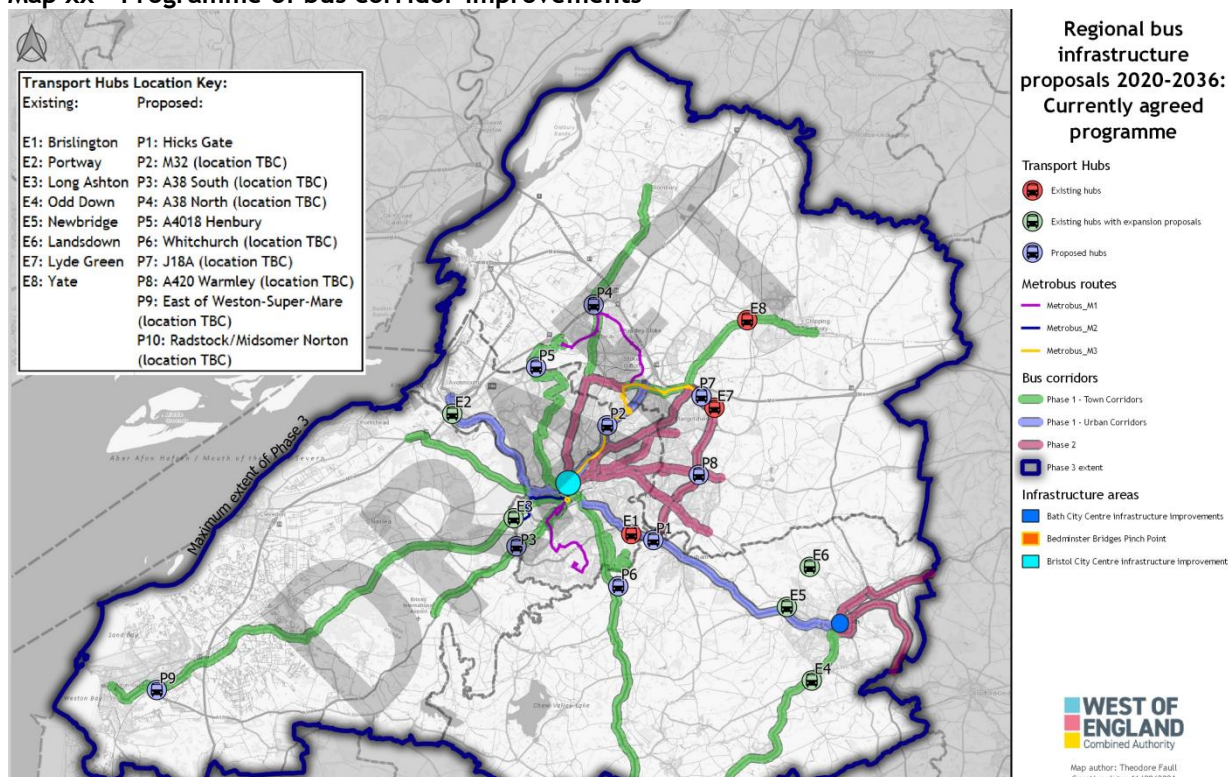 Map xx - Programme of bus corridor improvements
Transport Hubs Location Key:
Existing: Proposed:
E1: Brislington P1: Hicks Gate
E2: Portway P2: M32 (location TBC)
E3: Long Ashton P3: A38 South (location TBC)
E4: Odd Down P4: A38 North (location TBC)
E5: Newbridge P5: A4018 Henbury
E6: Landsdown P6: Whitchurch (location TBC)
E7: Lyde Green P7: J18A (location TBC)
E8: Yate P8: A420 Warmley (location TBC)
P9: East of Weston-Super-Mare
(location TBC)
P10: Radstock/Midsomer Norton
(location TBC)
P4
E8
P5
P7
E7
E2
P2
P8
Portishead
Aber Afon Hafren / Mouth of the Severn
Maximum extent of Phase 3
E3
P3
E1
P1
P6
E6
E5
E4
Sand Bay
Weston Bay
P9
Chew Valley Lake
Regional bus
infrastructure
proposals 2020-2036:
Currently agreed
programme
Transport Hubs
Existing hubs
Existing hubs with expansion proposals
Proposed hubs
Metrobus routes
Metrobus_M1
Metrobus_M2
Metrobus_M3
Bus corridors
Phase 1 - Town Corridors
Phase 1 - Urban Corridors
Phase 2
Phase 3 extent
Infrastructure areas
Bath City Centre infrastructure improvements
Bedminster Bridges Pinch Point
Bristol City Centre infrastructure improvement
WEST OF
ENGLAND
Combined Authority
Map author: Theodore Faull